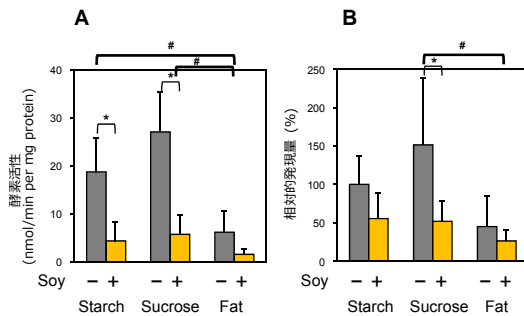 A
#
#
*
*
酵素活性
(nmol/min per mg protein)
40
30
20
10
0
Soy
− + − + − +
Starch Sucrose Fat
B
#
*
相対的発現量 (%)
250
200
150
100
50
0
Soy
− + − + − +
Starch Sucrose Fat